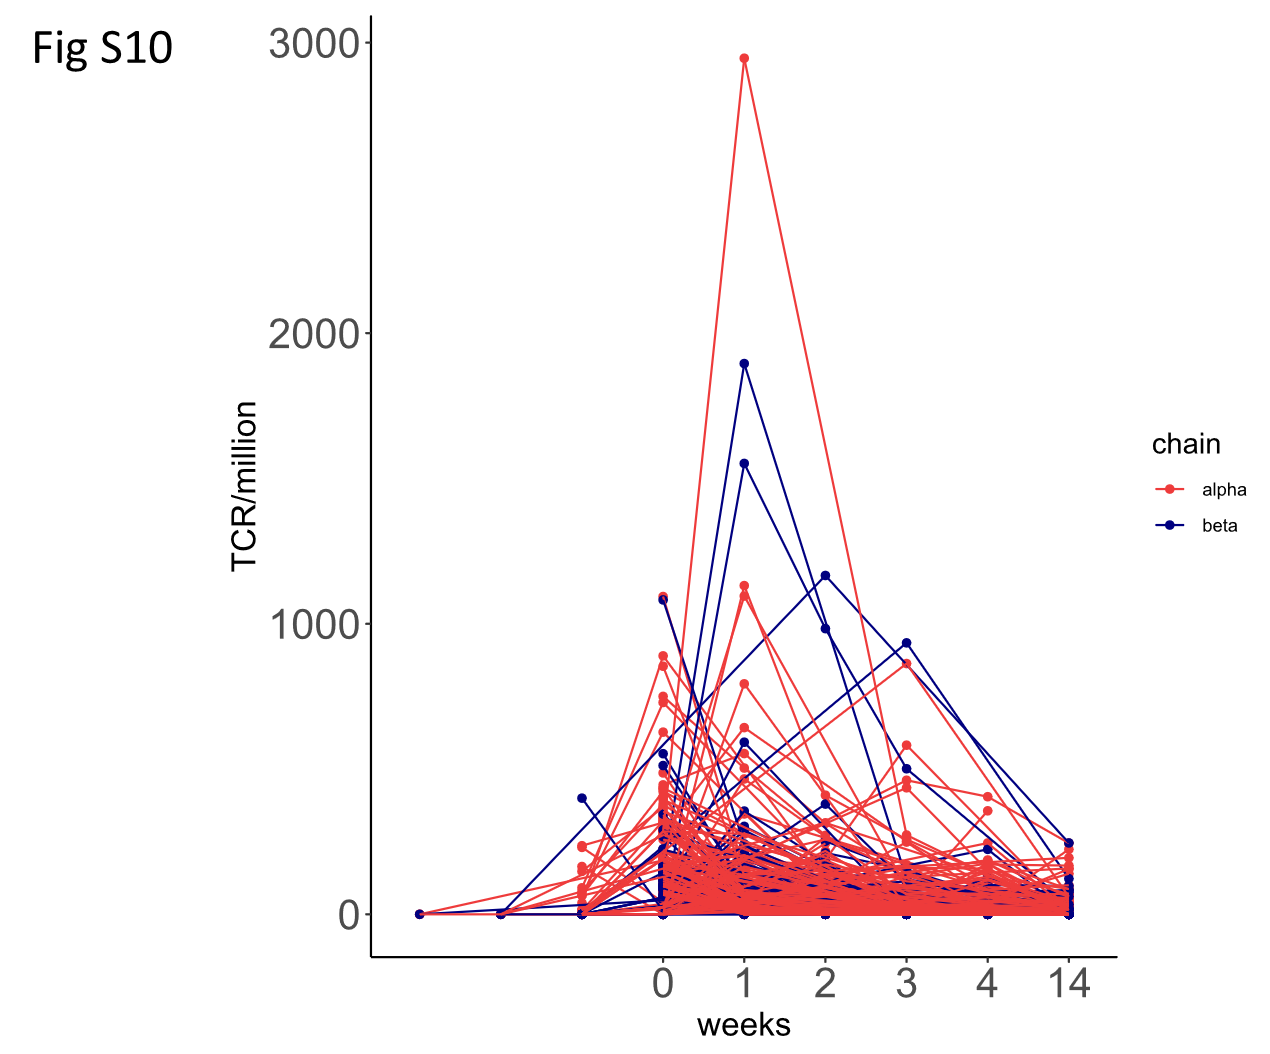 Fig S10
3000
2000
1000
0
TCR/million
0 1 2 3 4 14
weeks
chain
alpha
beta